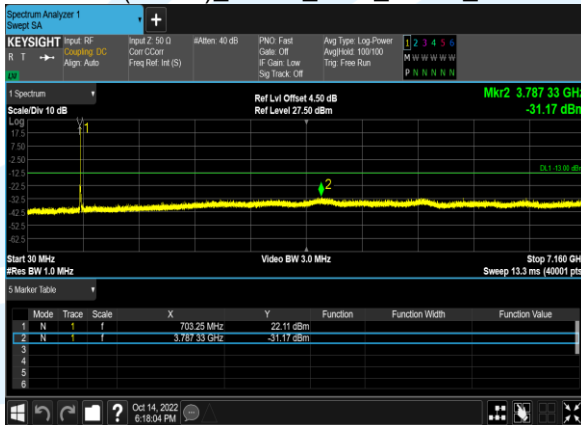 Spectrum Analyzer 1
Swept SA
KEYSIGHT Input: RF
R T Coupling: DC
Align: Auto
Input Z: 50 Ω
Corr CCorr
Freq Ref: Int (S)
#Atten: 40 dB
PNO: Fast
Gate: Off
IF Gain: Low
Sig Track: Off
Avg Type: Log-Power
Avg|Hold: 100/100
Trig: Free Run
1 2 3 4 5 6
M W W W W W
P N N N N N
1 Spectrum
Scale/Div 10 dB
Ref Lvl Offset 4.50 dB
Ref Level 27.50 dBm
Mkr2 3.787 33 GHz
-31.17 dBm
Log
17.5
7.50
-2.50
-12.5
-22.5
-32.5
-42.5
-52.5
-62.5
1
2
DL1 -13.00 dBm
Start 30 MHz
#Res BW 1.0 MHz
Video BW 3.0 MHz
Stop 7.160 GH
Sweep 13.3 ms (40001 pts
5 Marker Table
Mode Trace Scale X Y Function Function Width Function Value
1 N 1 f 703.25 MHz 22.11 dBm
2 N 1 f 3.787 33 GHz -31.17 dBm
3
4
5
6
Oct 14, 2022
6:18:04 PM